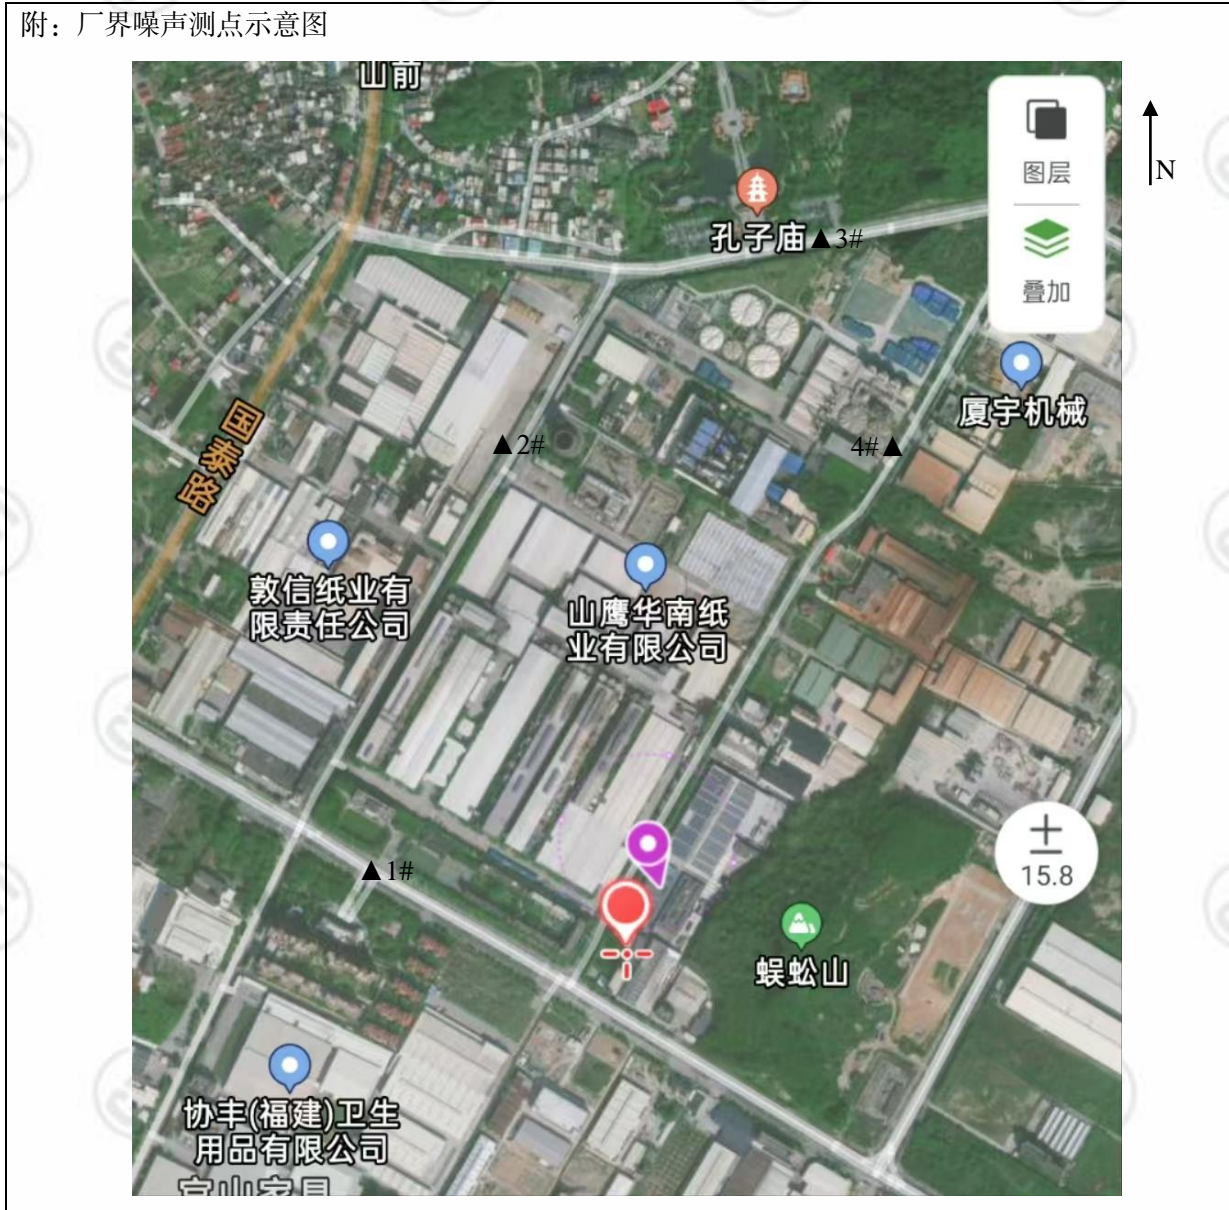 附：厂界噪声测点示意图
山前
图层
N
孔子庙▲3#
叠加
厦宇机械
国泰路
▲2#
4#▲
敦信纸业有
限责任公司
山鹰华南纸
业有限公司
▲1#
15.8
蜈蚣山
协丰(福建)卫生
用品有限公司